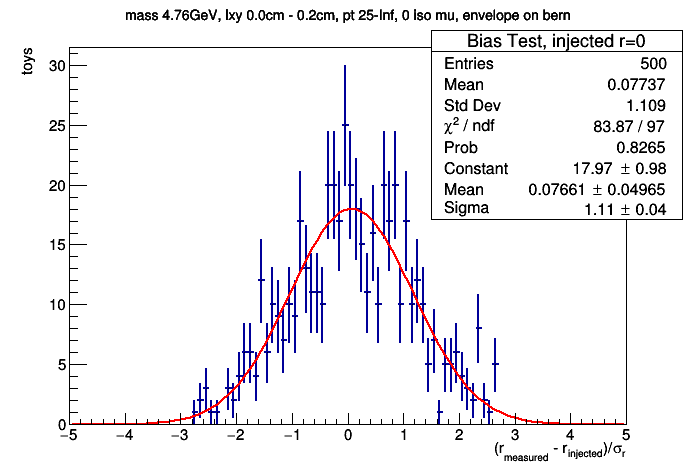 mass 4.76GeV, lxy 0.0cm - 0.2cm, pt 25-Inf, 0 Iso mu, envelope on bern
Bias Test, injected r=0
Entries 500
Mean 0.07737
Std Dev 1.109
χ² / ndf 83.87 / 97
Prob 0.8265
Constant 17.97 ± 0.98
Mean 0.07661 ± 0.04965
Sigma 1.11 ± 0.04
toys
30
25
20
15
10
5
0
−5 −4 −3 −2 −1 0 1 2 3 4 5
(r_measured - r_injected)/σ_r